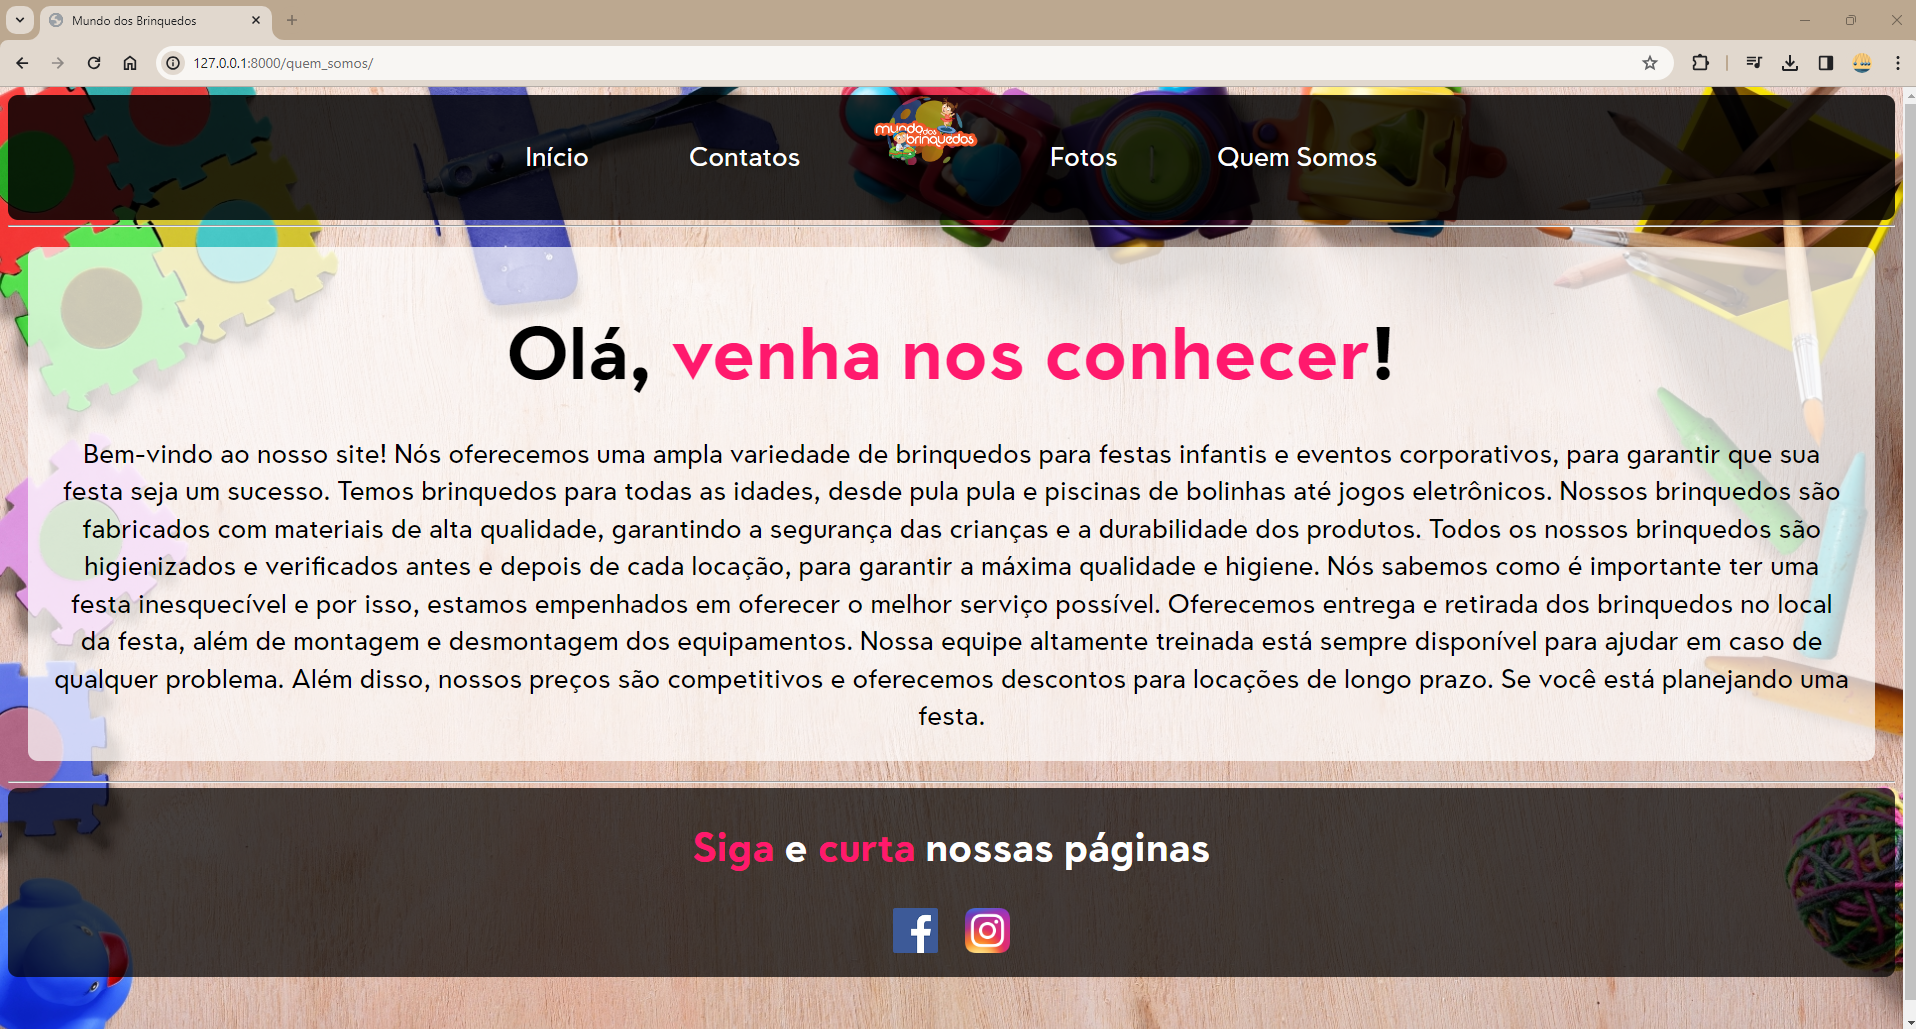 Mundo dos Brinquedos
127.0.0.1:8000/quem_somos/
Início Contatos mundo dos brinquedos Fotos Quem Somos
Olá, venha nos conhecer!
Bem-vindo ao nosso site! Nós oferecemos uma ampla variedade de brinquedos para festas infantis e eventos corporativos, para garantir que sua
festa seja um sucesso. Temos brinquedos para todas as idades, desde pula pula e piscinas de bolinhas até jogos eletrônicos. Nossos brinquedos são
fabricados com materiais de alta qualidade, garantindo a segurança das crianças e a durabilidade dos produtos. Todos os nossos brinquedos são
higienizados e verificados antes e depois de cada locação, para garantir a máxima qualidade e higiene. Nós sabemos como é importante ter uma
festa inesquecível e por isso, estamos empenhados em oferecer o melhor serviço possível. Oferecemos entrega e retirada dos brinquedos no local
da festa, além de montagem e desmontagem dos equipamentos. Nossa equipe altamente treinada está sempre disponível para ajudar em caso de
qualquer problema. Além disso, nossos preços são competitivos e oferecemos descontos para locações de longo prazo. Se você está planejando uma
festa.
Siga e curta nossas páginas